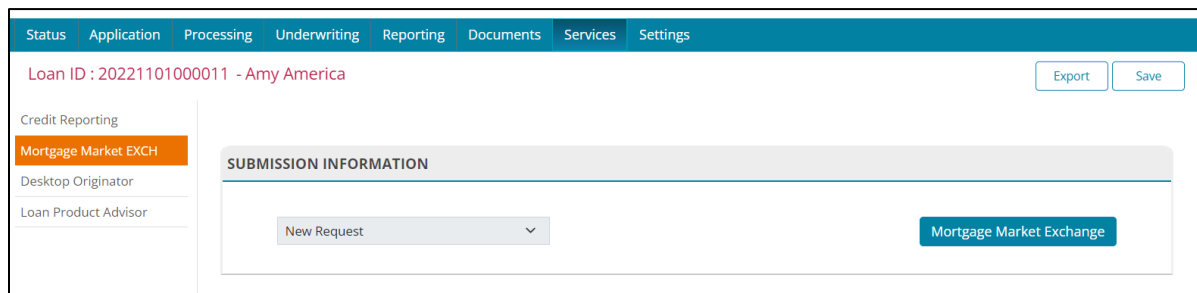 Status Application Processing Underwriting Reporting Documents Services Settings
Loan ID : 20221101000011 - Amy America
Export Save
Credit Reporting
Mortgage Market EXCH
SUBMISSION INFORMATION
Desktop Originator
Loan Product Advisor
New Request
Mortgage Market Exchange